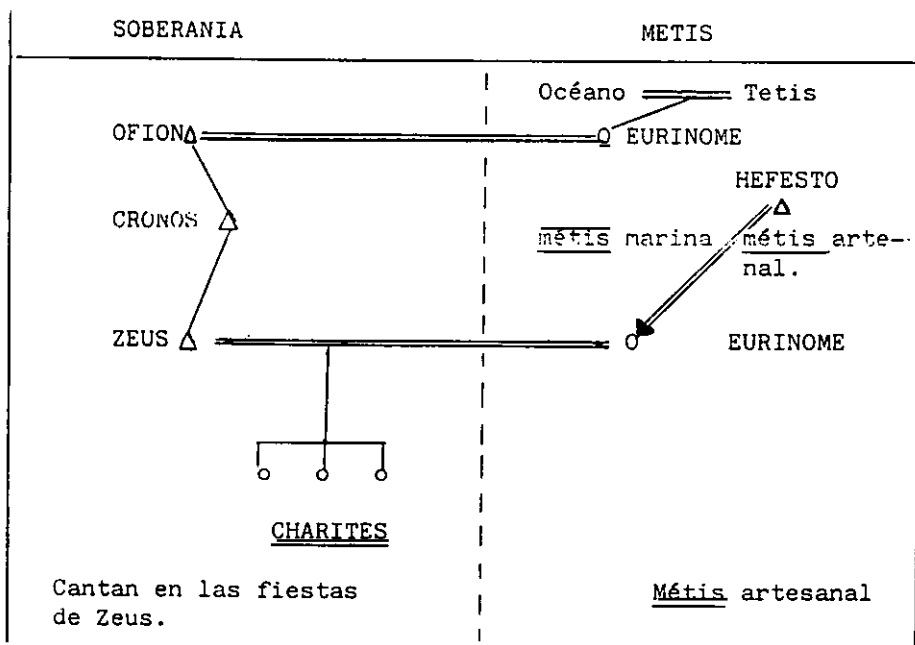 SOBERANIA METIS
Océano Tetis
OFION EURINOME
HEFESTO
CRONOS métis marina métis arte-
nal.
ZEUS EURINOME
CHARITES
Cantan en las fiestas Métis artesanal
de Zeus.